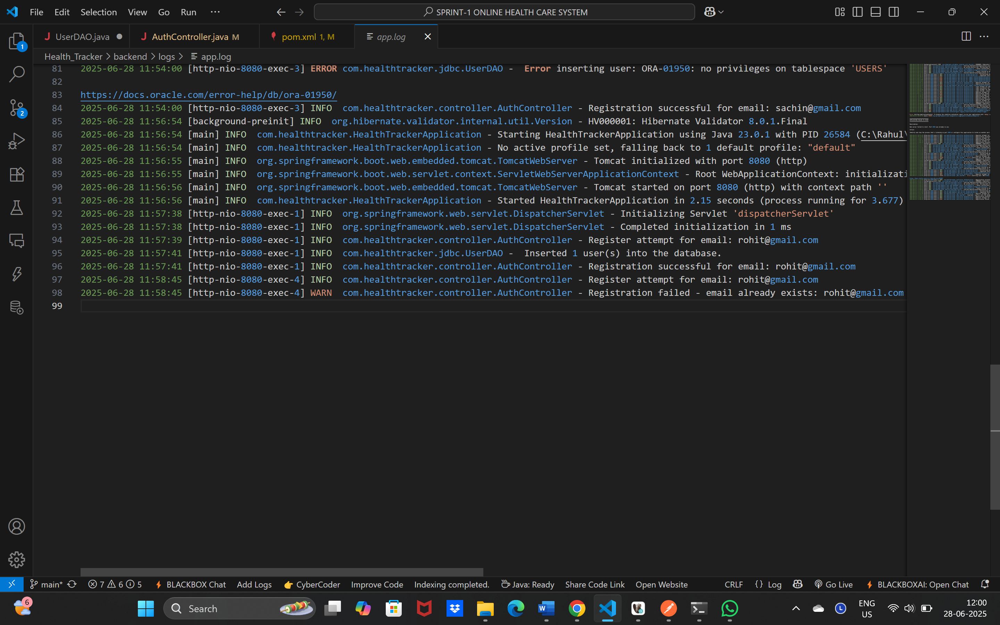 File Edit Selection View Go Run ··· SPRINT-1 ONLINE HEALTH CARE SYSTEM
UserDAO.java AuthController.java M pom.xml 1, M app.log
1
Health_Tracker > backend > logs > app.log
81 2025-06-28 11:54:00 [http-nio-8080-exec-3] ERROR com.healthtracker.jdbc.UserDAO - Error inserting user: ORA-01950: no privileges on tablespace 'USERS'
82
83 https://docs.oracle.com/error-help/db/ora-01950/
84 2025-06-28 11:54:00 [http-nio-8080-exec-3] INFO com.healthtracker.controller.AuthController - Registration successful for email: sachin@gmail.com
2
85 2025-06-28 11:56:54 [background-preinit] INFO org.hibernate.validator.internal.util.Version - HV000001: Hibernate Validator 8.0.1.Final
86 2025-06-28 11:56:54 [main] INFO com.healthtracker.HealthTrackerApplication - Starting HealthTrackerApplication using Java 23.0.1 with PID 26584 (C:\Rahul\
87 2025-06-28 11:56:54 [main] INFO com.healthtracker.HealthTrackerApplication - No active profile set, falling back to 1 default profile: "default"
88 2025-06-28 11:56:55 [main] INFO org.springframework.boot.web.embedded.tomcat.TomcatWebServer - Tomcat initialized with port 8080 (http)
89 2025-06-28 11:56:55 [main] INFO org.springframework.boot.web.servlet.context.ServletWebServerApplicationContext - Root WebApplicationContext: initializati
90 2025-06-28 11:56:56 [main] INFO org.springframework.boot.web.embedded.tomcat.TomcatWebServer - Tomcat started on port 8080 (http) with context path ''
91 2025-06-28 11:56:56 [main] INFO com.healthtracker.HealthTrackerApplication - Started HealthTrackerApplication in 2.15 seconds (process running for 3.677)
92 2025-06-28 11:57:38 [http-nio-8080-exec-1] INFO org.springframework.web.servlet.DispatcherServlet - Initializing Servlet 'dispatcherServlet'
93 2025-06-28 11:57:38 [http-nio-8080-exec-1] INFO org.springframework.web.servlet.DispatcherServlet - Completed initialization in 1 ms
94 2025-06-28 11:57:39 [http-nio-8080-exec-1] INFO com.healthtracker.controller.AuthController - Register attempt for email: rohit@gmail.com
95 2025-06-28 11:57:41 [http-nio-8080-exec-1] INFO com.healthtracker.jdbc.UserDAO - Inserted 1 user(s) into the database.
96 2025-06-28 11:57:41 [http-nio-8080-exec-1] INFO com.healthtracker.controller.AuthController - Registration successful for email: rohit@gmail.com
97 2025-06-28 11:58:45 [http-nio-8080-exec-4] INFO com.healthtracker.controller.AuthController - Register attempt for email: rohit@gmail.com
98 2025-06-28 11:58:45 [http-nio-8080-exec-4] WARN com.healthtracker.controller.AuthController - Registration failed - email already exists: rohit@gmail.com
99
main* 7 6 5 BLACKBOX Chat Add Logs CyberCoder Improve Code Indexing completed. Java: Ready Share Code Link Open Website CRLF {} Log Go Live BLACKBOXAI: Open Chat
6 Search W L ENG 12:00
US 28-06-2025